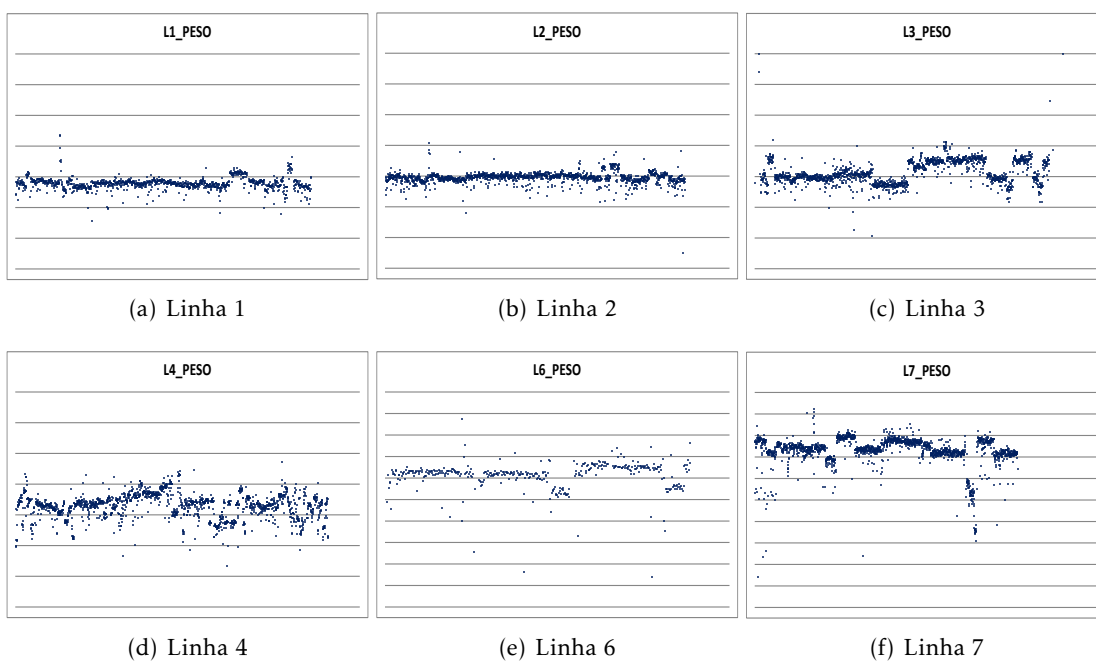 L1_PESO
L2_PESO
L3_PESO
(a) Linha 1
(b) Linha 2
(c) Linha 3
L4_PESO
L6_PESO
L7_PESO
(d) Linha 4
(e) Linha 6
(f) Linha 7